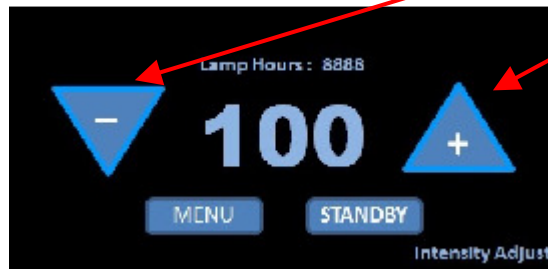 Lamp Hours: 8888
− 100 +
MENU STANDBY
Intensity Adjust